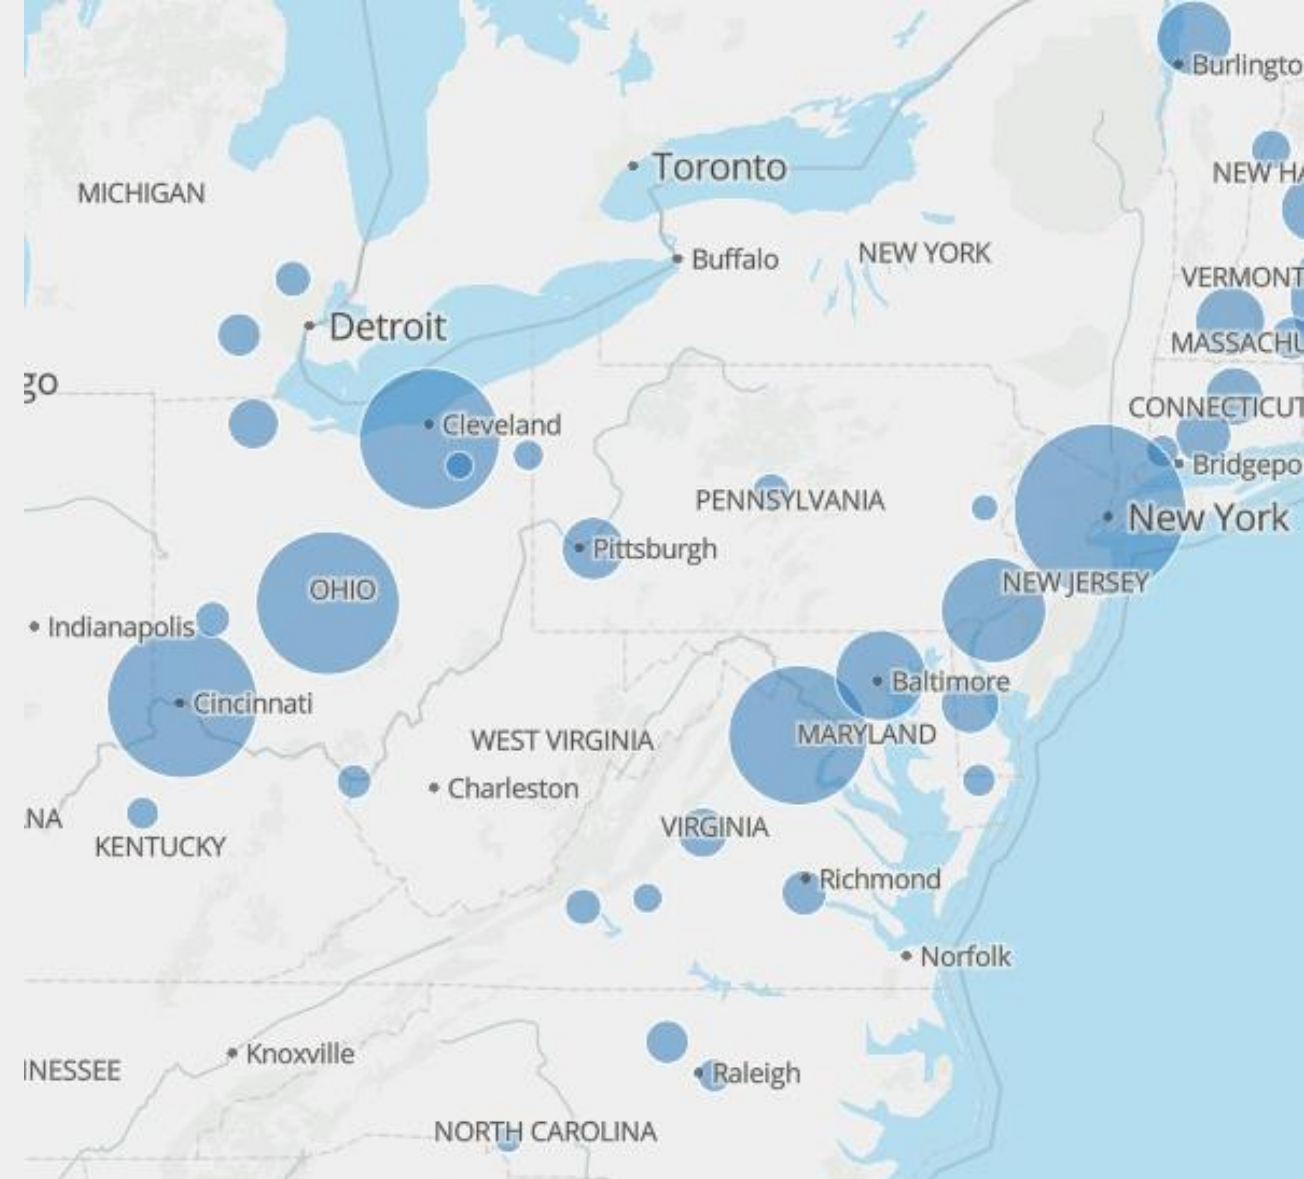 Burlingto
Toronto
NEW HA
MICHIGAN
Buffalo
NEW YORK
VERMONT
Detroit
MASSACHU
go
CONNECTICUT
Cleveland
Bridgepo
PENNSYLVANIA
New York
Pittsburgh
NEW JERSEY
OHIO
Indianapolis
Baltimore
Cincinnati
MARYLAND
WEST VIRGINIA
Charleston
NA
VIRGINIA
KENTUCKY
Richmond
Norfolk
Knoxville
NNESSEE
Raleigh
NORTH CAROLINA